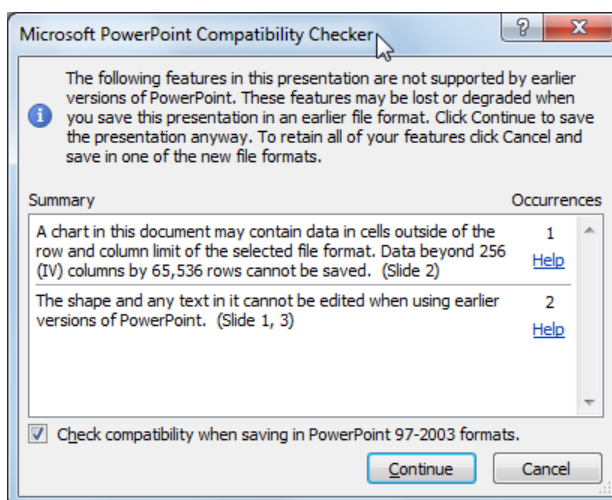 Microsoft PowerPoint Compatibility Checker
The following features in this presentation are not supported by earlier
versions of PowerPoint. These features may be lost or degraded when
you save this presentation in an earlier file format. Click Continue to save
the presentation anyway. To retain all of your features click Cancel and
save in one of the new file formats.
Summary Occurrences
A chart in this document may contain data in cells outside of the 1
row and column limit of the selected file format. Data beyond 256
(IV) columns by 65,536 rows cannot be saved. (Slide 2) Help
The shape and any text in it cannot be edited when using earlier 2
versions of PowerPoint. (Slide 1, 3)
Help
Check compatibility when saving in PowerPoint 97-2003 formats.
Continue Cancel